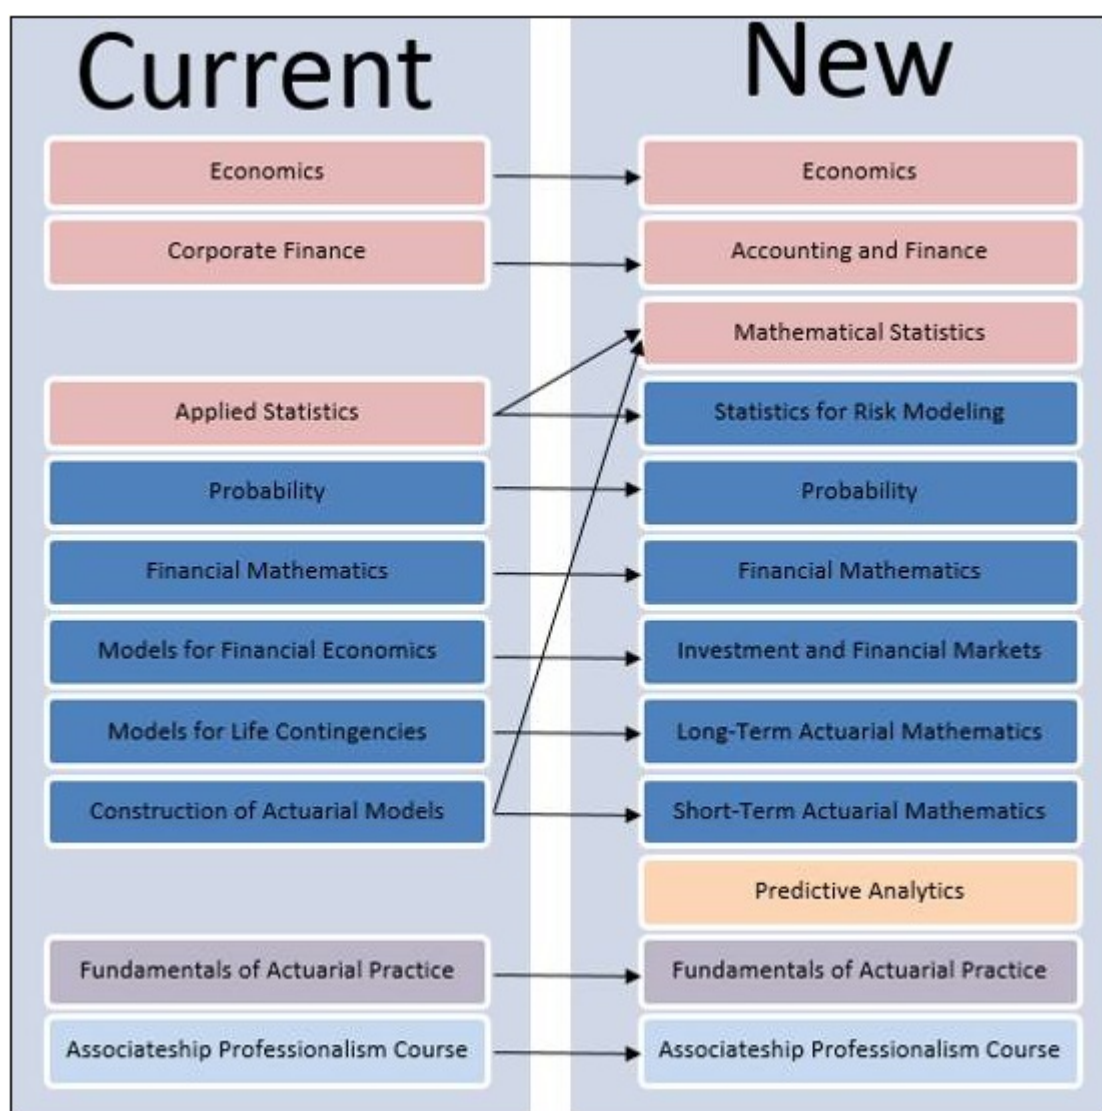 Current
New
Economics
Economics
Corporate Finance
Accounting and Finance
Mathematical Statistics
Applied Statistics
Statistics for Risk Modeling
Probability
Probability
Financial Mathematics
Financial Mathematics
Models for Financial Economics
Investment and Financial Markets
Models for Life Contingencies
Long-Term Actuarial Mathematics
Construction of Actuarial Models
Short-Term Actuarial Mathematics
Predictive Analytics
Fundamentals of Actuarial Practice
Fundamentals of Actuarial Practice
Associateship Professionalism Course
Associateship Professionalism Course